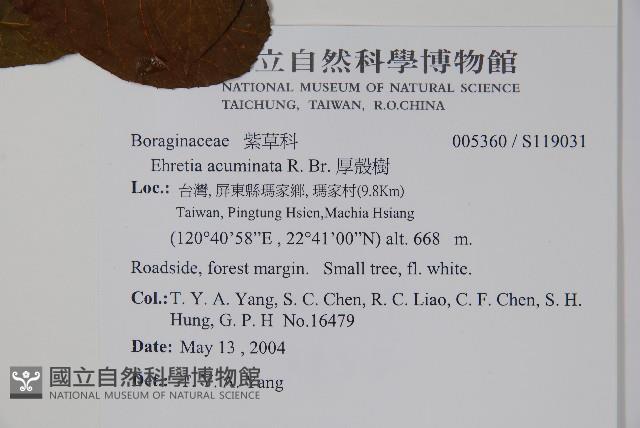 立自然科學博物館
NATIONAL MUSEUM OF NATURAL SCIENCE
TAICHUNG, TAIWAN, R.O.CHINA
Boraginaceae 紫草科 005360 / S119031
Ehretia acuminata R. Br. 厚殼樹
Loc.: 台灣, 屏東縣瑪家鄉, 瑪家村(9.8Km)
Taiwan, Pingtung Hsien,Machia Hsiang
(120°40'58"E , 22°41'00"N) alt. 668 m.
Roadside, forest margin. Small tree, fl. white.
Col.: T. Y. A. Yang, S. C. Chen, R. C. Liao, C. F. Chen, S. H.
Hung, G. P. H No.16479
Date: May 13 , 2004
Det.: T. Y. A. Yang
國立自然科學博物館
NATIONAL MUSEUM OF NATURAL SCIENCE